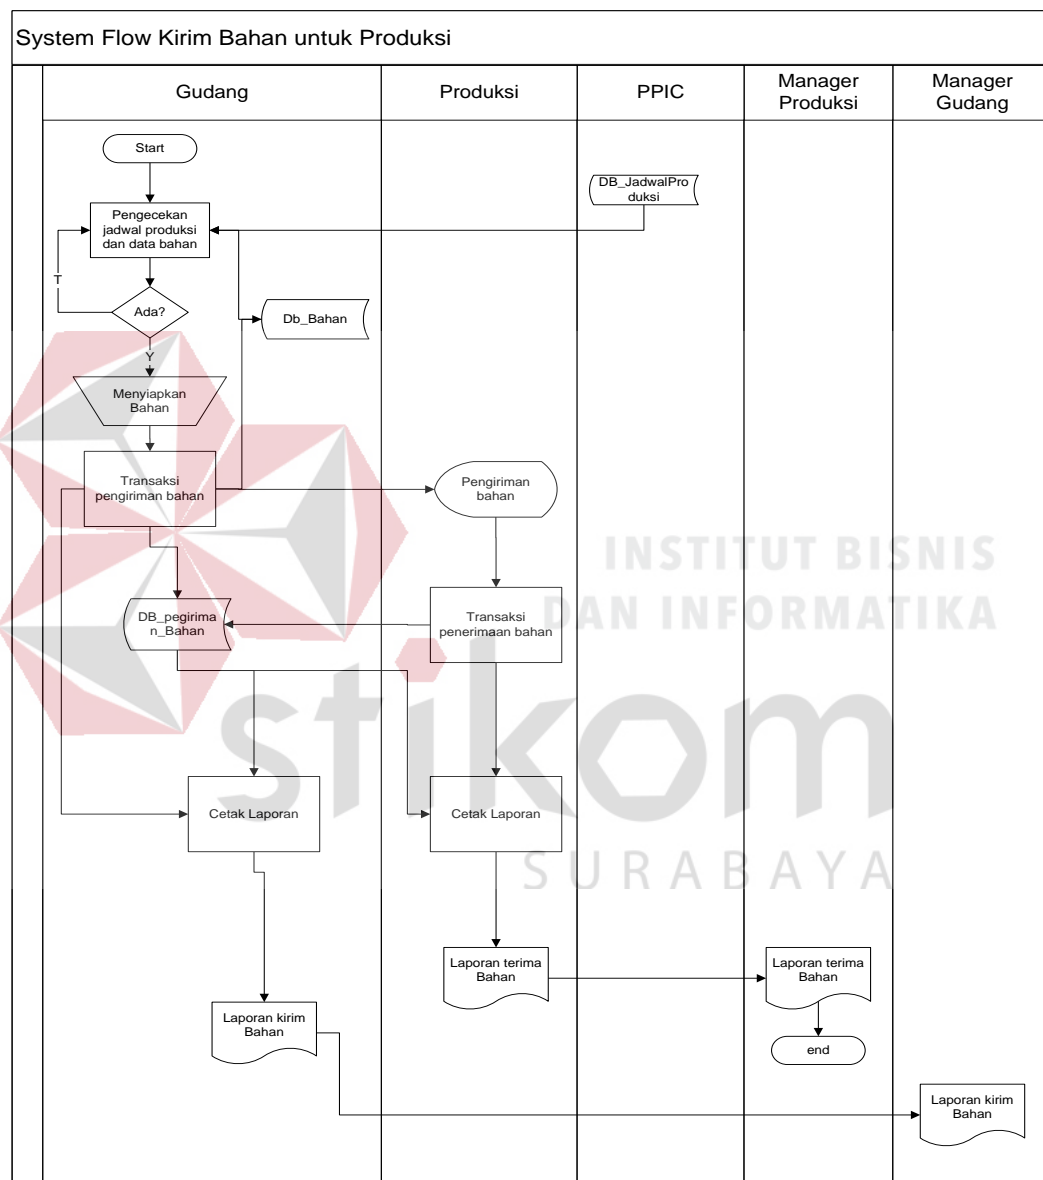 System Flow Kirim Bahan untuk Produksi
Gudang
Produksi
PPIC
Manager
Produksi
Manager
Gudang
Start
DB_JadwalPro
duksi
Pengecekan
jadwal produksi
dan data bahan
T
Ada?
Db_Bahan
Y
Menyiapkan
Bahan
Transaksi
pengiriman bahan
Pengiriman
bahan
INSTITUT BISNIS
DAN INFORMATIKA
DB_pegirima
n_Bahan
Transaksi
penerimaan bahan
stikom
Cetak Laporan
Cetak Laporan
SURABAYA
Laporan terima
Bahan
Laporan terima
Bahan
Laporan kirim
Bahan
end
Laporan kirim
Bahan